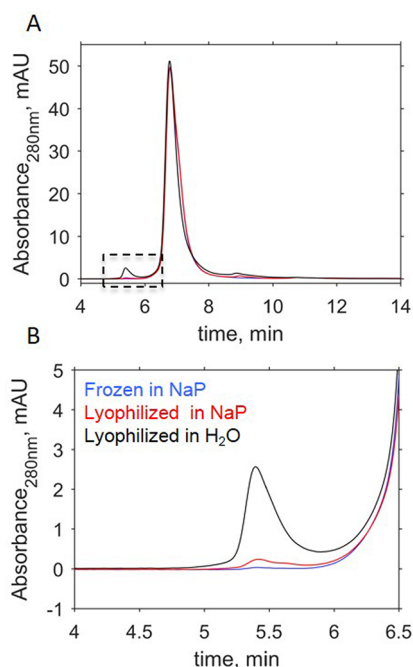 A
Absorbance280nm, mAU
50
40
30
20
10
0
4 6 8 10 12 14
time, min
B
Absorbance280nm, mAU
5
4
3
2
1
0
-1
Frozen in NaP
Lyophilized in NaP
Lyophilized in H2O
4 4.5 5 5.5 6 6.5
time, min